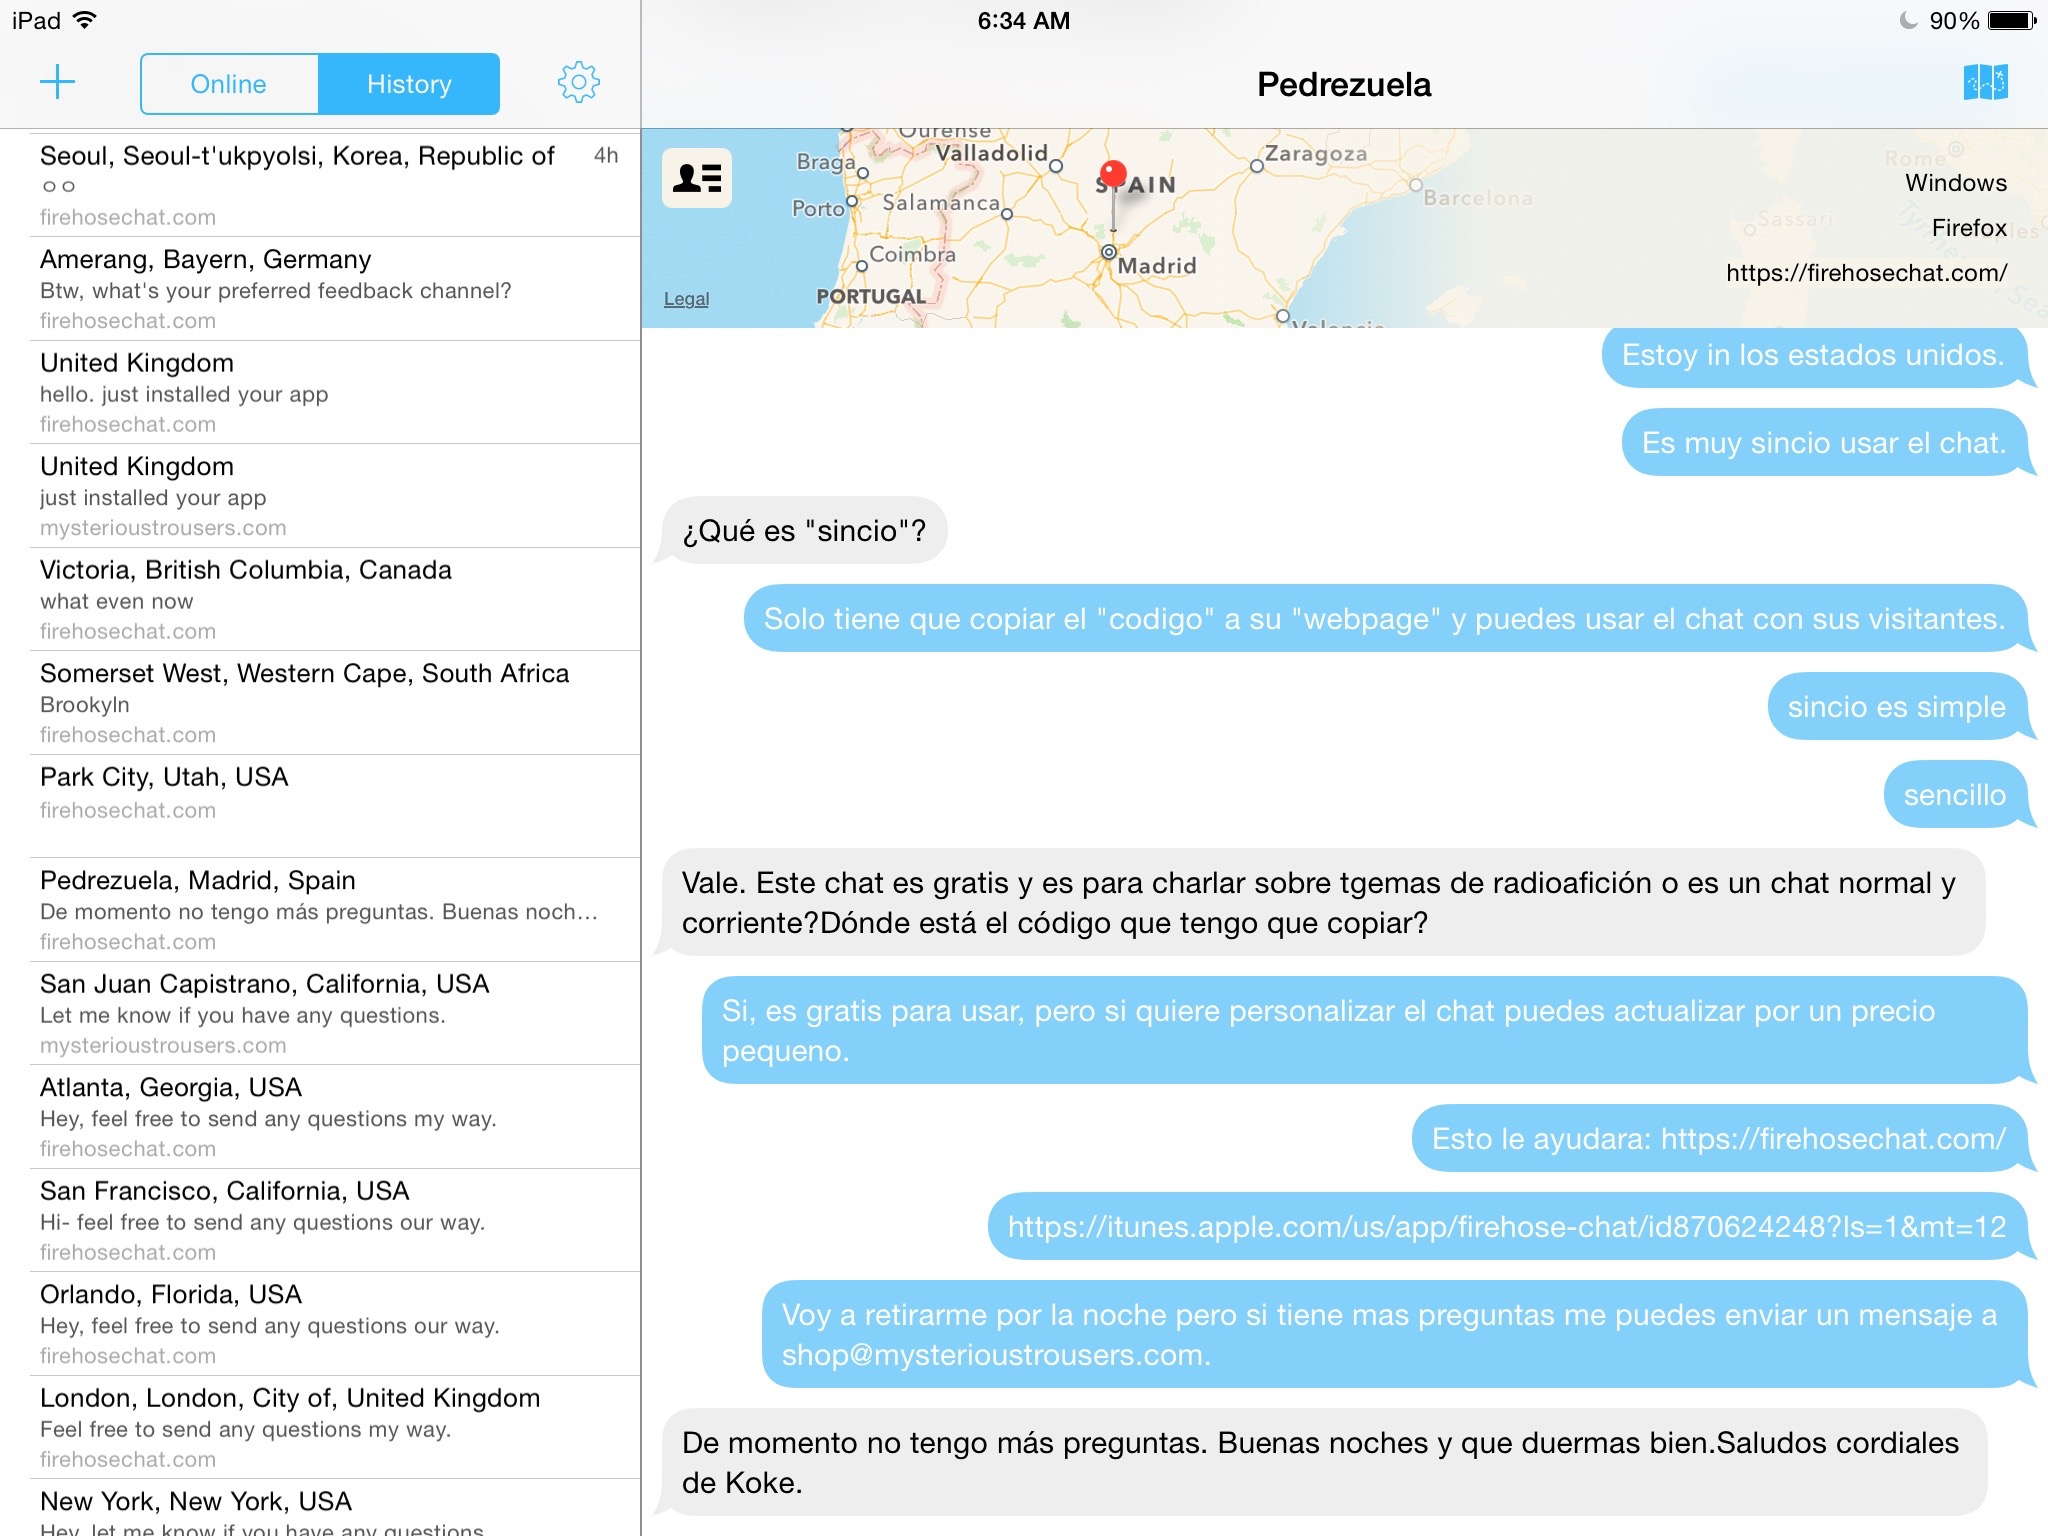 iPad
6:34 AM
90%
Online
History
Pedrezuela
Seoul, Seoul-t'ukpyolsi, Korea, Republic of
4h
ㅇㅇ
firehosechat.com
Amerang, Bayern, Germany
Btw, what's your preferred feedback channel?
firehosechat.com
United Kingdom
hello. just installed your app
firehosechat.com
United Kingdom
just installed your app
mysterioustrousers.com
Victoria, British Columbia, Canada
what even now
firehosechat.com
Somerset West, Western Cape, South Africa
Brookyln
firehosechat.com
Park City, Utah, USA
firehosechat.com
Pedrezuela, Madrid, Spain
De momento no tengo más preguntas. Buenas noch...
firehosechat.com
San Juan Capistrano, California, USA
Let me know if you have any questions.
mysterioustrousers.com
Atlanta, Georgia, USA
Hey, feel free to send any questions my way.
firehosechat.com
San Francisco, California, USA
Hi- feel free to send any questions our way.
firehosechat.com
Orlando, Florida, USA
Hey, feel free to send any questions our way.
firehosechat.com
London, London, City of, United Kingdom
Feel free to send any questions my way.
firehosechat.com
New York, New York, USA
Hey, let me know if you have any questions
Ourense
Braga
Valladolid
Zaragoza
Rome
SPAIN
Windows
Porto
Salamanca
Barcelona
Sassari
Firefox
Coimbra
Madrid
https://firehosechat.com/
Legal
PORTUGAL
Valencia
Estoy in los estados unidos.
Es muy sincio usar el chat.
¿Qué es "sincio"?
Solo tiene que copiar el "codigo" a su "webpage" y puedes usar el chat con sus visitantes.
sincio es simple
sencillo
Vale. Este chat es gratis y es para charlar sobre tgemas de radioafición o es un chat normal y
corriente?Dónde está el código que tengo que copiar?
Si, es gratis para usar, pero si quiere personalizar el chat puedes actualizar por un precio
pequeno.
Esto le ayudara: https://firehosechat.com/
https://itunes.apple.com/us/app/firehose-chat/id870624248?ls=1&mt=12
Voy a retirarme por la noche pero si tiene mas preguntas me puedes enviar un mensaje a
shop@mysterioustrousers.com.
De momento no tengo más preguntas. Buenas noches y que duermas bien.Saludos cordiales
de Koke.